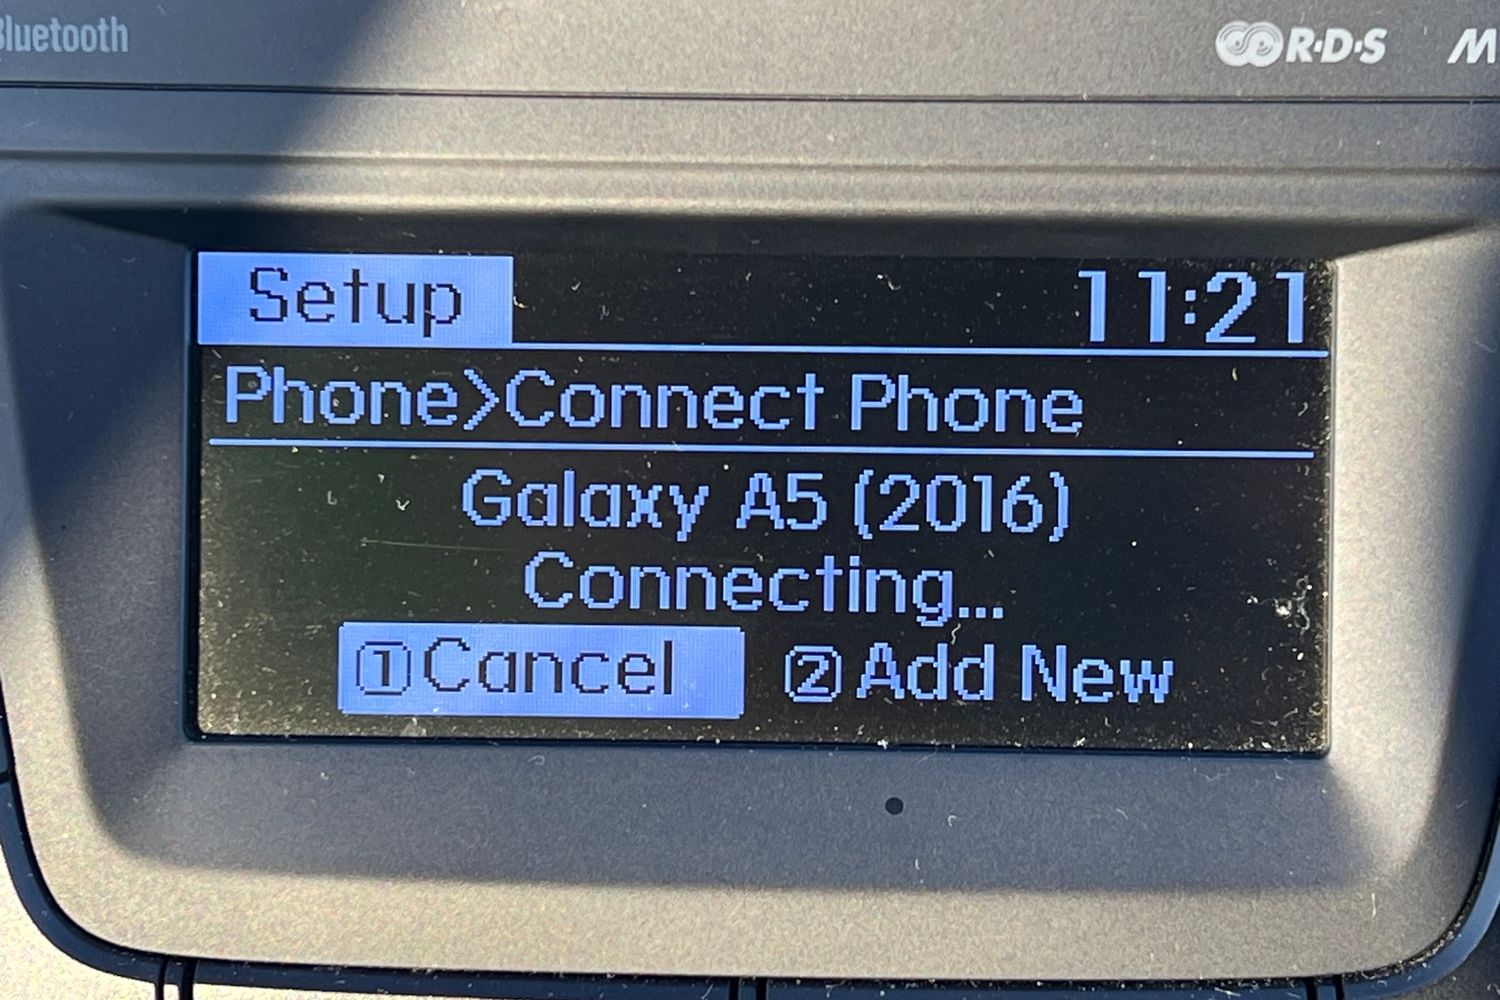 Bluetooth
R·D·S
Setup
11:21
Phone>Connect Phone
Galaxy A5 (2016)
Connecting...
①Cancel
②Add New